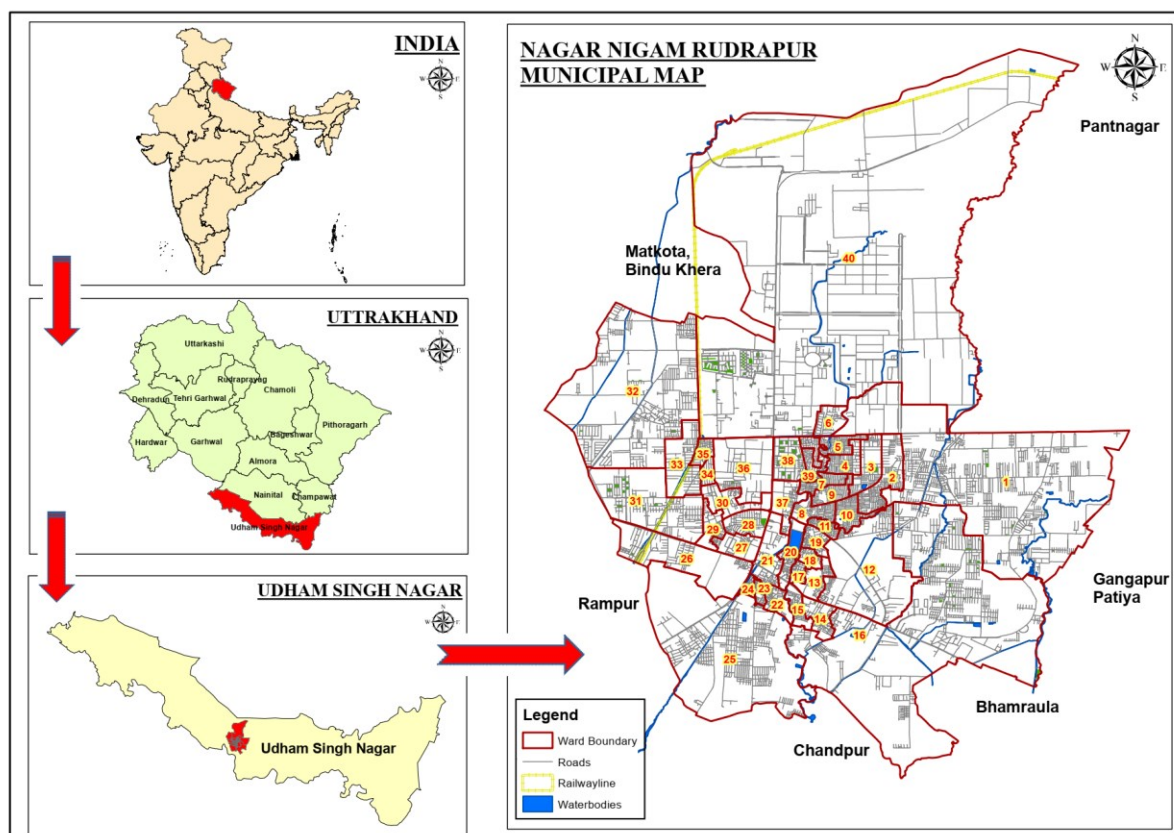 INDIA
N
W
E
S
UTTRAKHAND
N
W
E
S
Uttarkashi
Rudraprayag
Chamoli
Dehradun
Tehri Garhwal
Hardwar
Garhwal
Bageshwar
Pithoragarh
Almora
Nainital
Champawat
Udham Singh Nagar
UDHAM SINGH NAGAR
N
W
E
S
Udham Singh Nagar
NAGAR NIGAM RUDRAPUR
MUNICIPAL MAP
N
W
E
S
Pantnagar
Matkota,
Bindu Khera
40
32
6
5
35
33
34
36
38
39
4
3
7
2
1
9
31
30
37
8
10
29
28
11
27
19
26
21
20
18
12
17
13
24
23
22
15
14
16
25
Rampur
Gangapur
Patiya
Bhamraula
Chandpur
Legend
Ward Boundary
Roads
Railwayline
Waterbodies